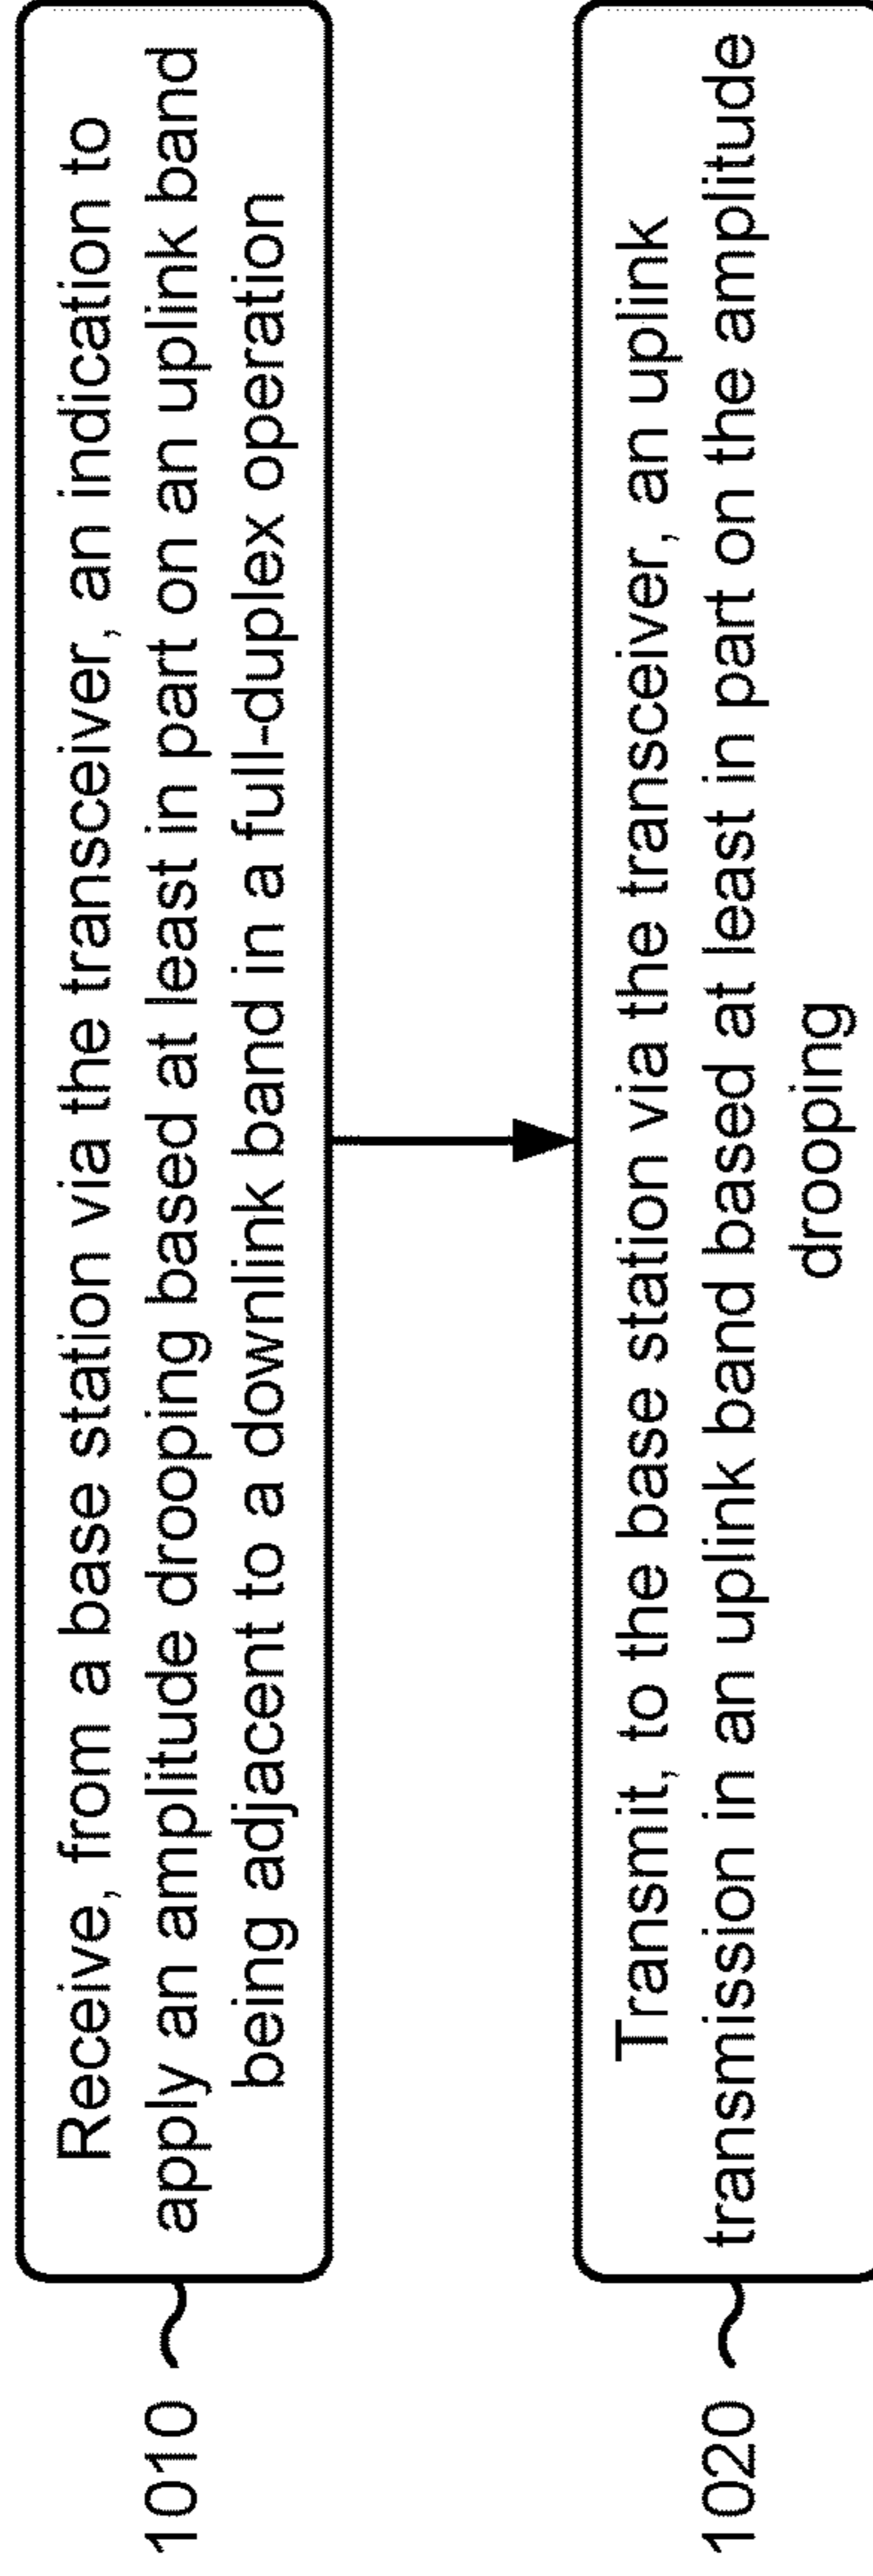 1010
Receive, from a base station via the transceiver, an indication to
apply an amplitude drooping based at least in part on an uplink band
being adjacent to a downlink band in a full-duplex operation
1020
Transmit, to the base station via the transceiver, an uplink
transmission in an uplink band based at least in part on the amplitude
drooping